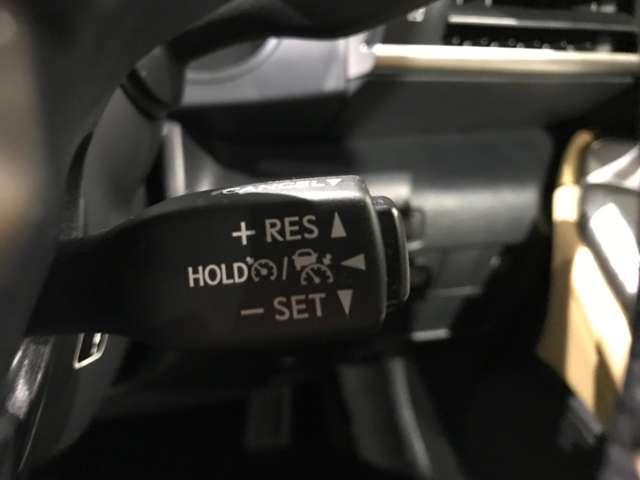 CANCEL
+ RES ▲
HOLD / ◀
− SET ▼